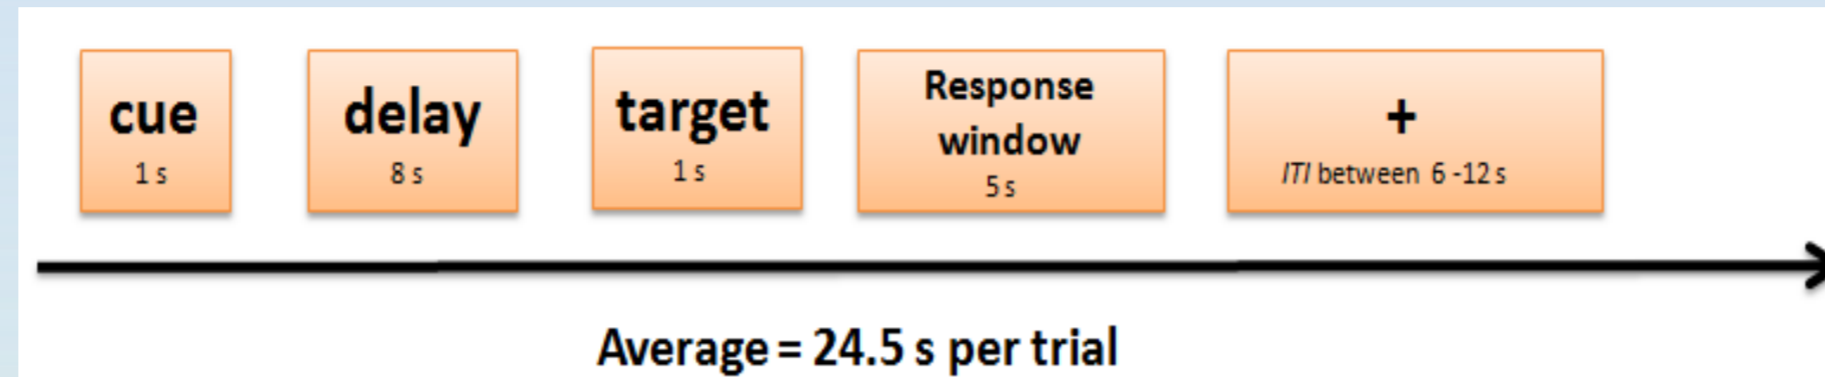 cue
1 s
delay
8 s
target
1 s
Response
window
5 s
+
ITI between 6 -12 s
Average = 24.5 s per trial